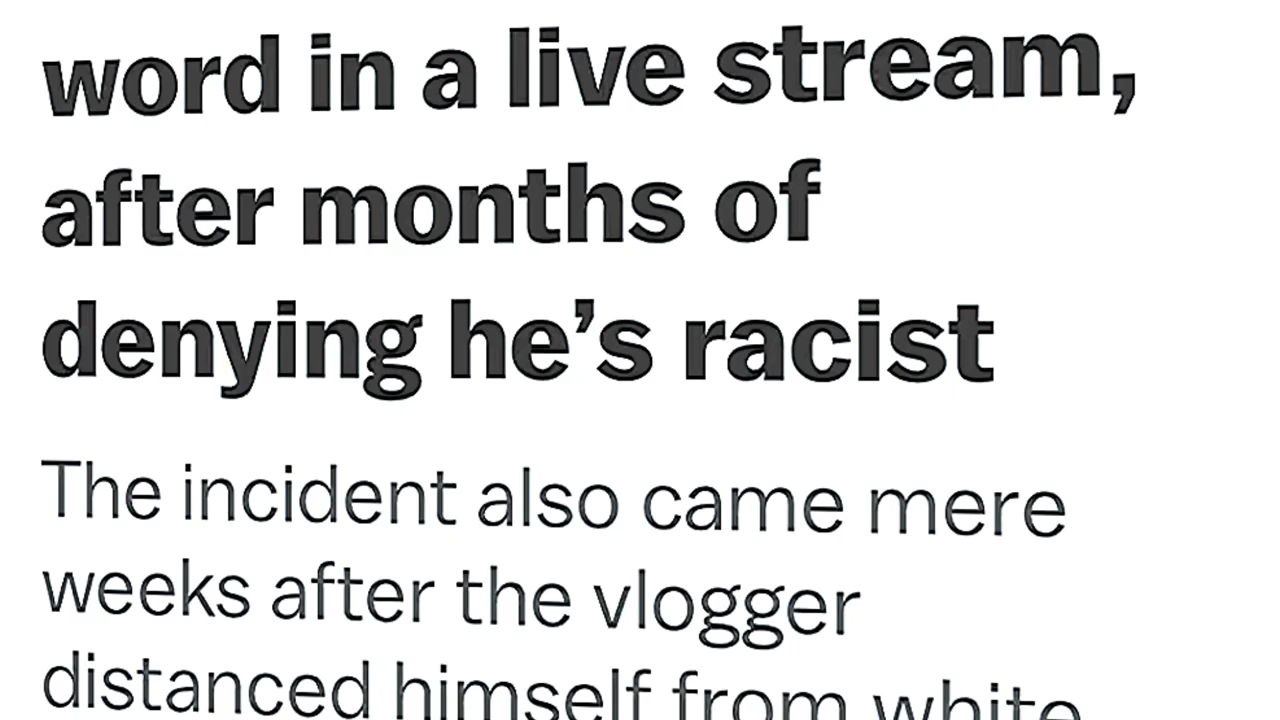 word in a live stream,
after months of
denying he’s racist
The incident also came mere
weeks after the vlogger
distanced himself from white